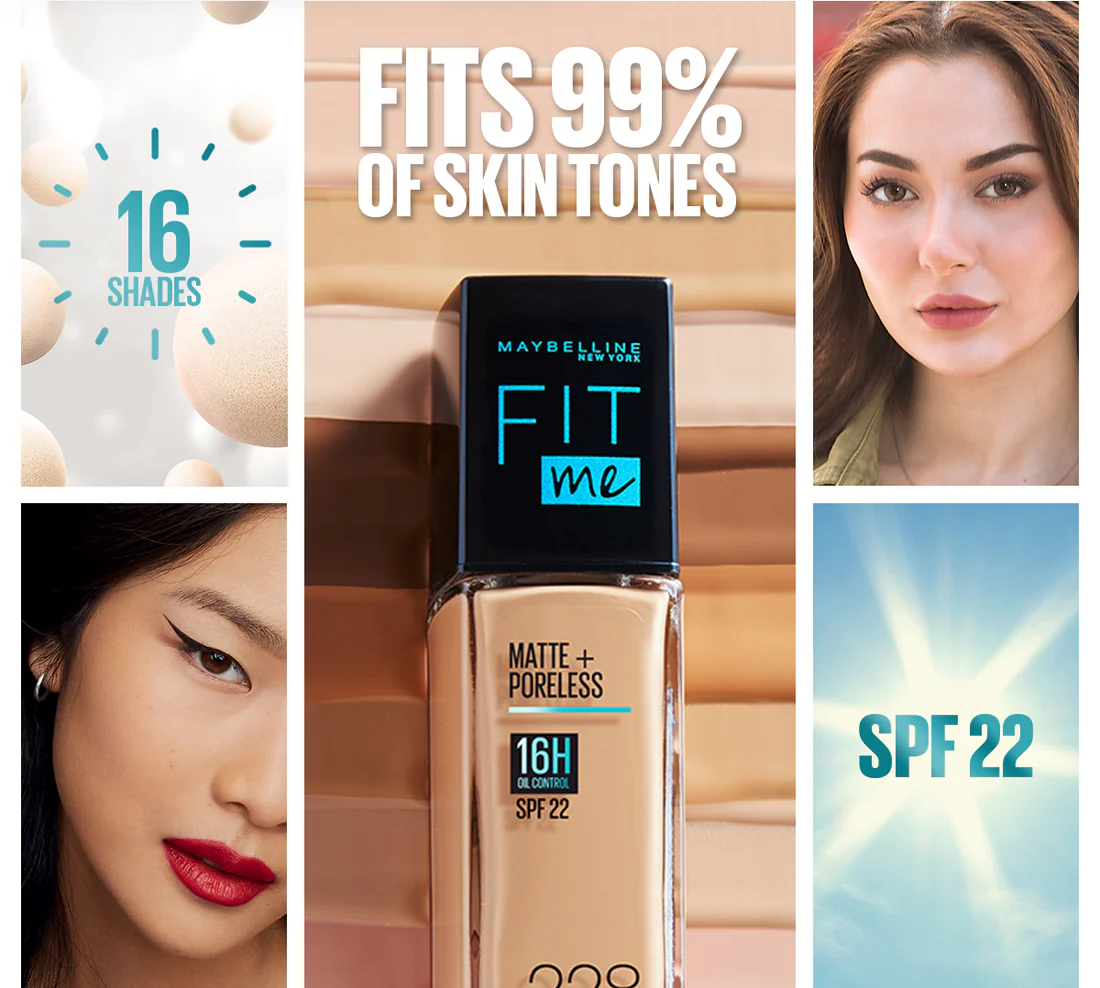 16
SHADES
FITS 99%
OF SKIN TONES
MAYBELLINE
NEW YORK
FIT
me
MATTE +
PORELESS
16H
OIL CONTROL
SPF 22
SPF 22